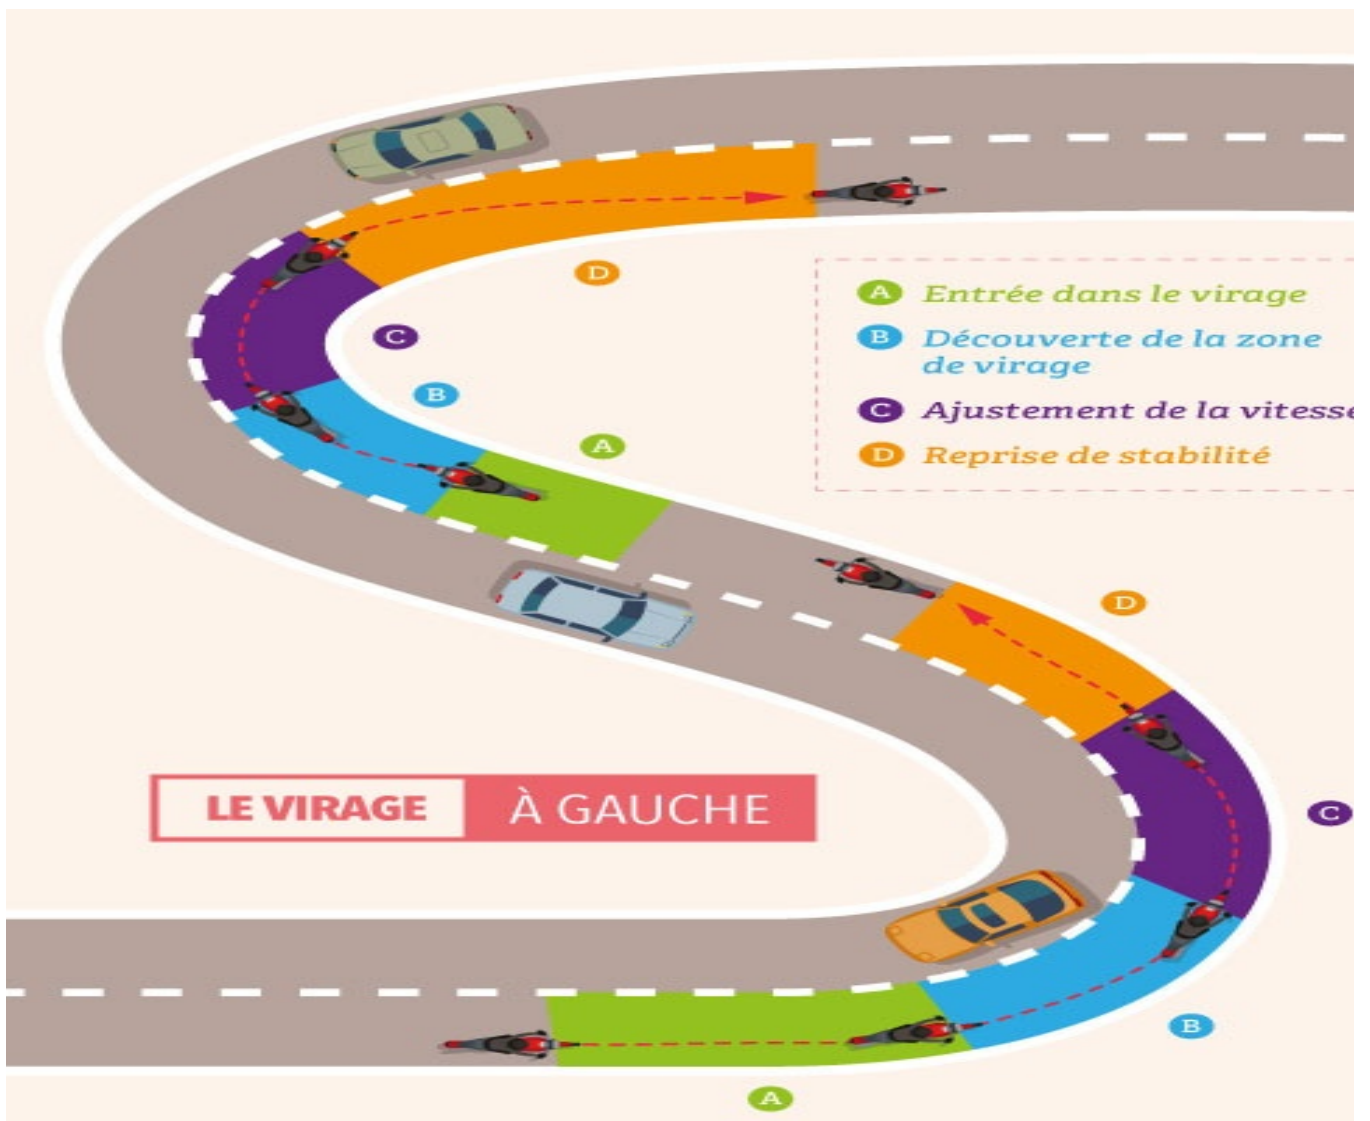 D
C
B
A
A Entrée dans le virage
B Découverte de la zone
de virage
C Ajustement de la vitesse
D Reprise de stabilité
D
C
LE VIRAGE À GAUCHE
B
A